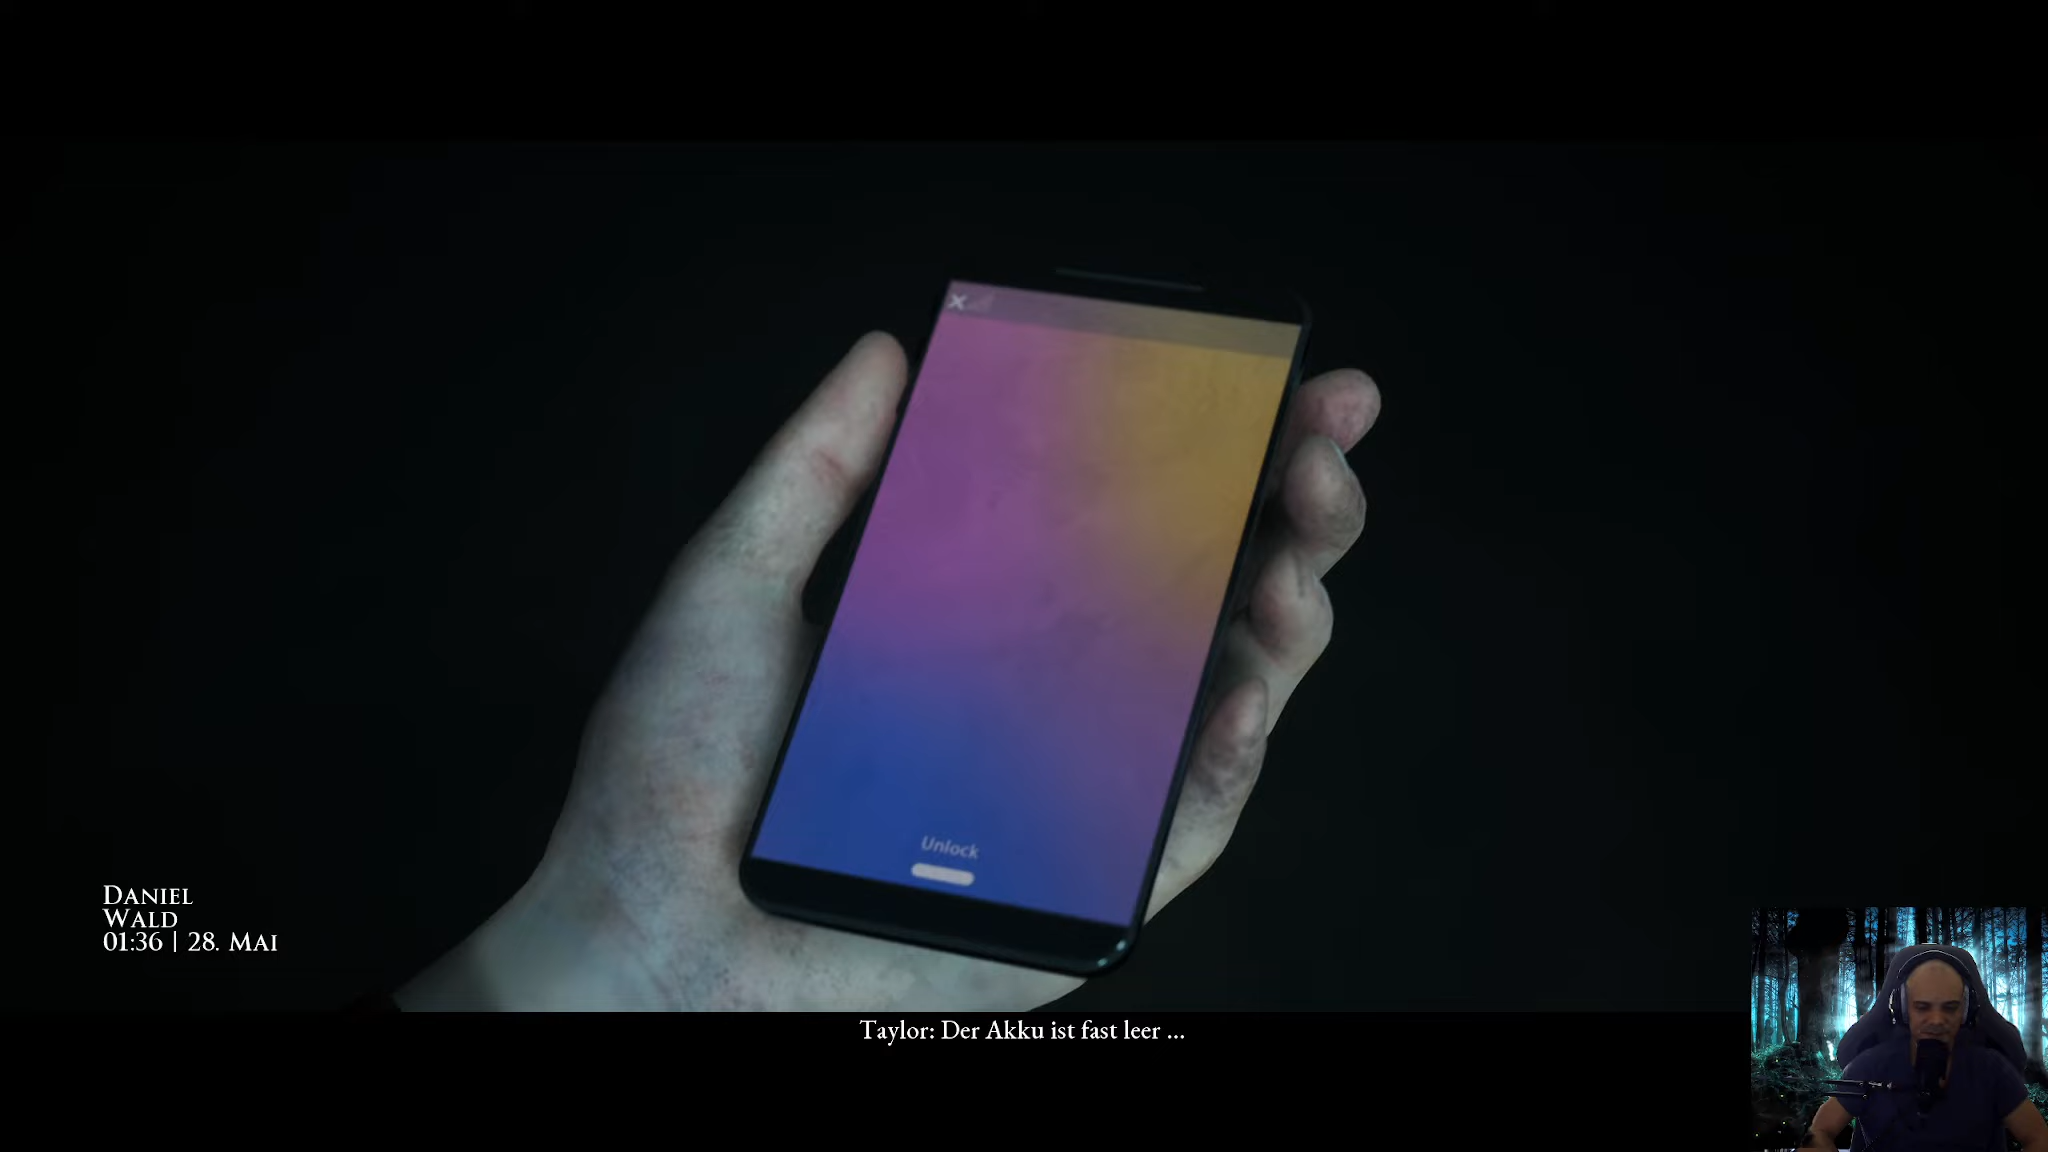 Unlock
DANIEL
WALD
01:36 | 28. MAI
Taylor: Der Akku ist fast leer ...